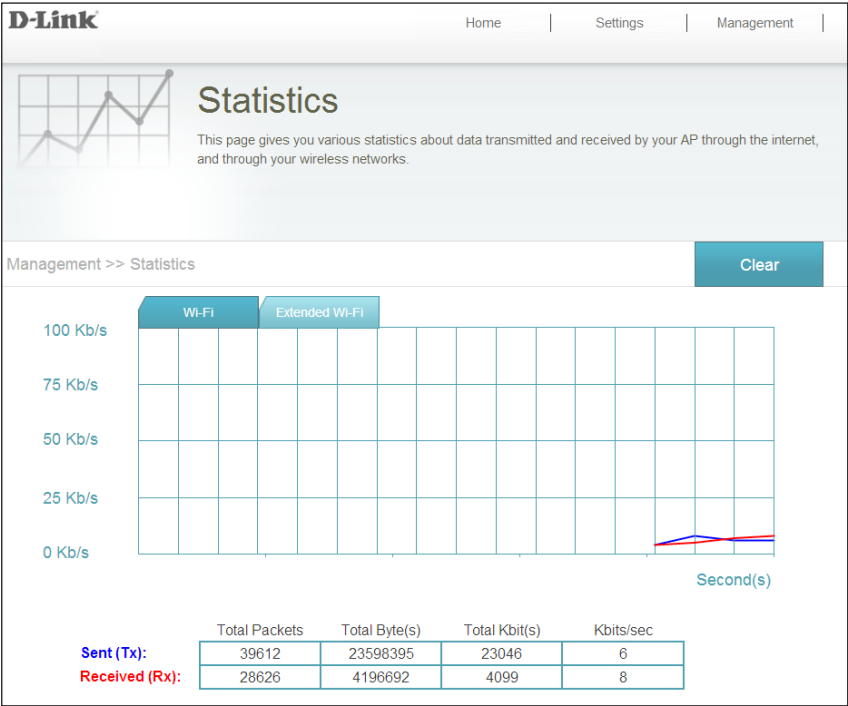 D-Link
Home | Settings | Management |
Statistics
This page gives you various statistics about data transmitted and received by your AP through the internet,
and through your wireless networks.
Management >> Statistics
Clear
Wi-Fi
Extended Wi-Fi
100 Kb/s
75 Kb/s
50 Kb/s
25 Kb/s
0 Kb/s
Second(s)
Total Packets Total Byte(s) Total Kbit(s) Kbits/sec
Sent (Tx): 39612 23598395 23046 6
Received (Rx): 28626 4196692 4099 8